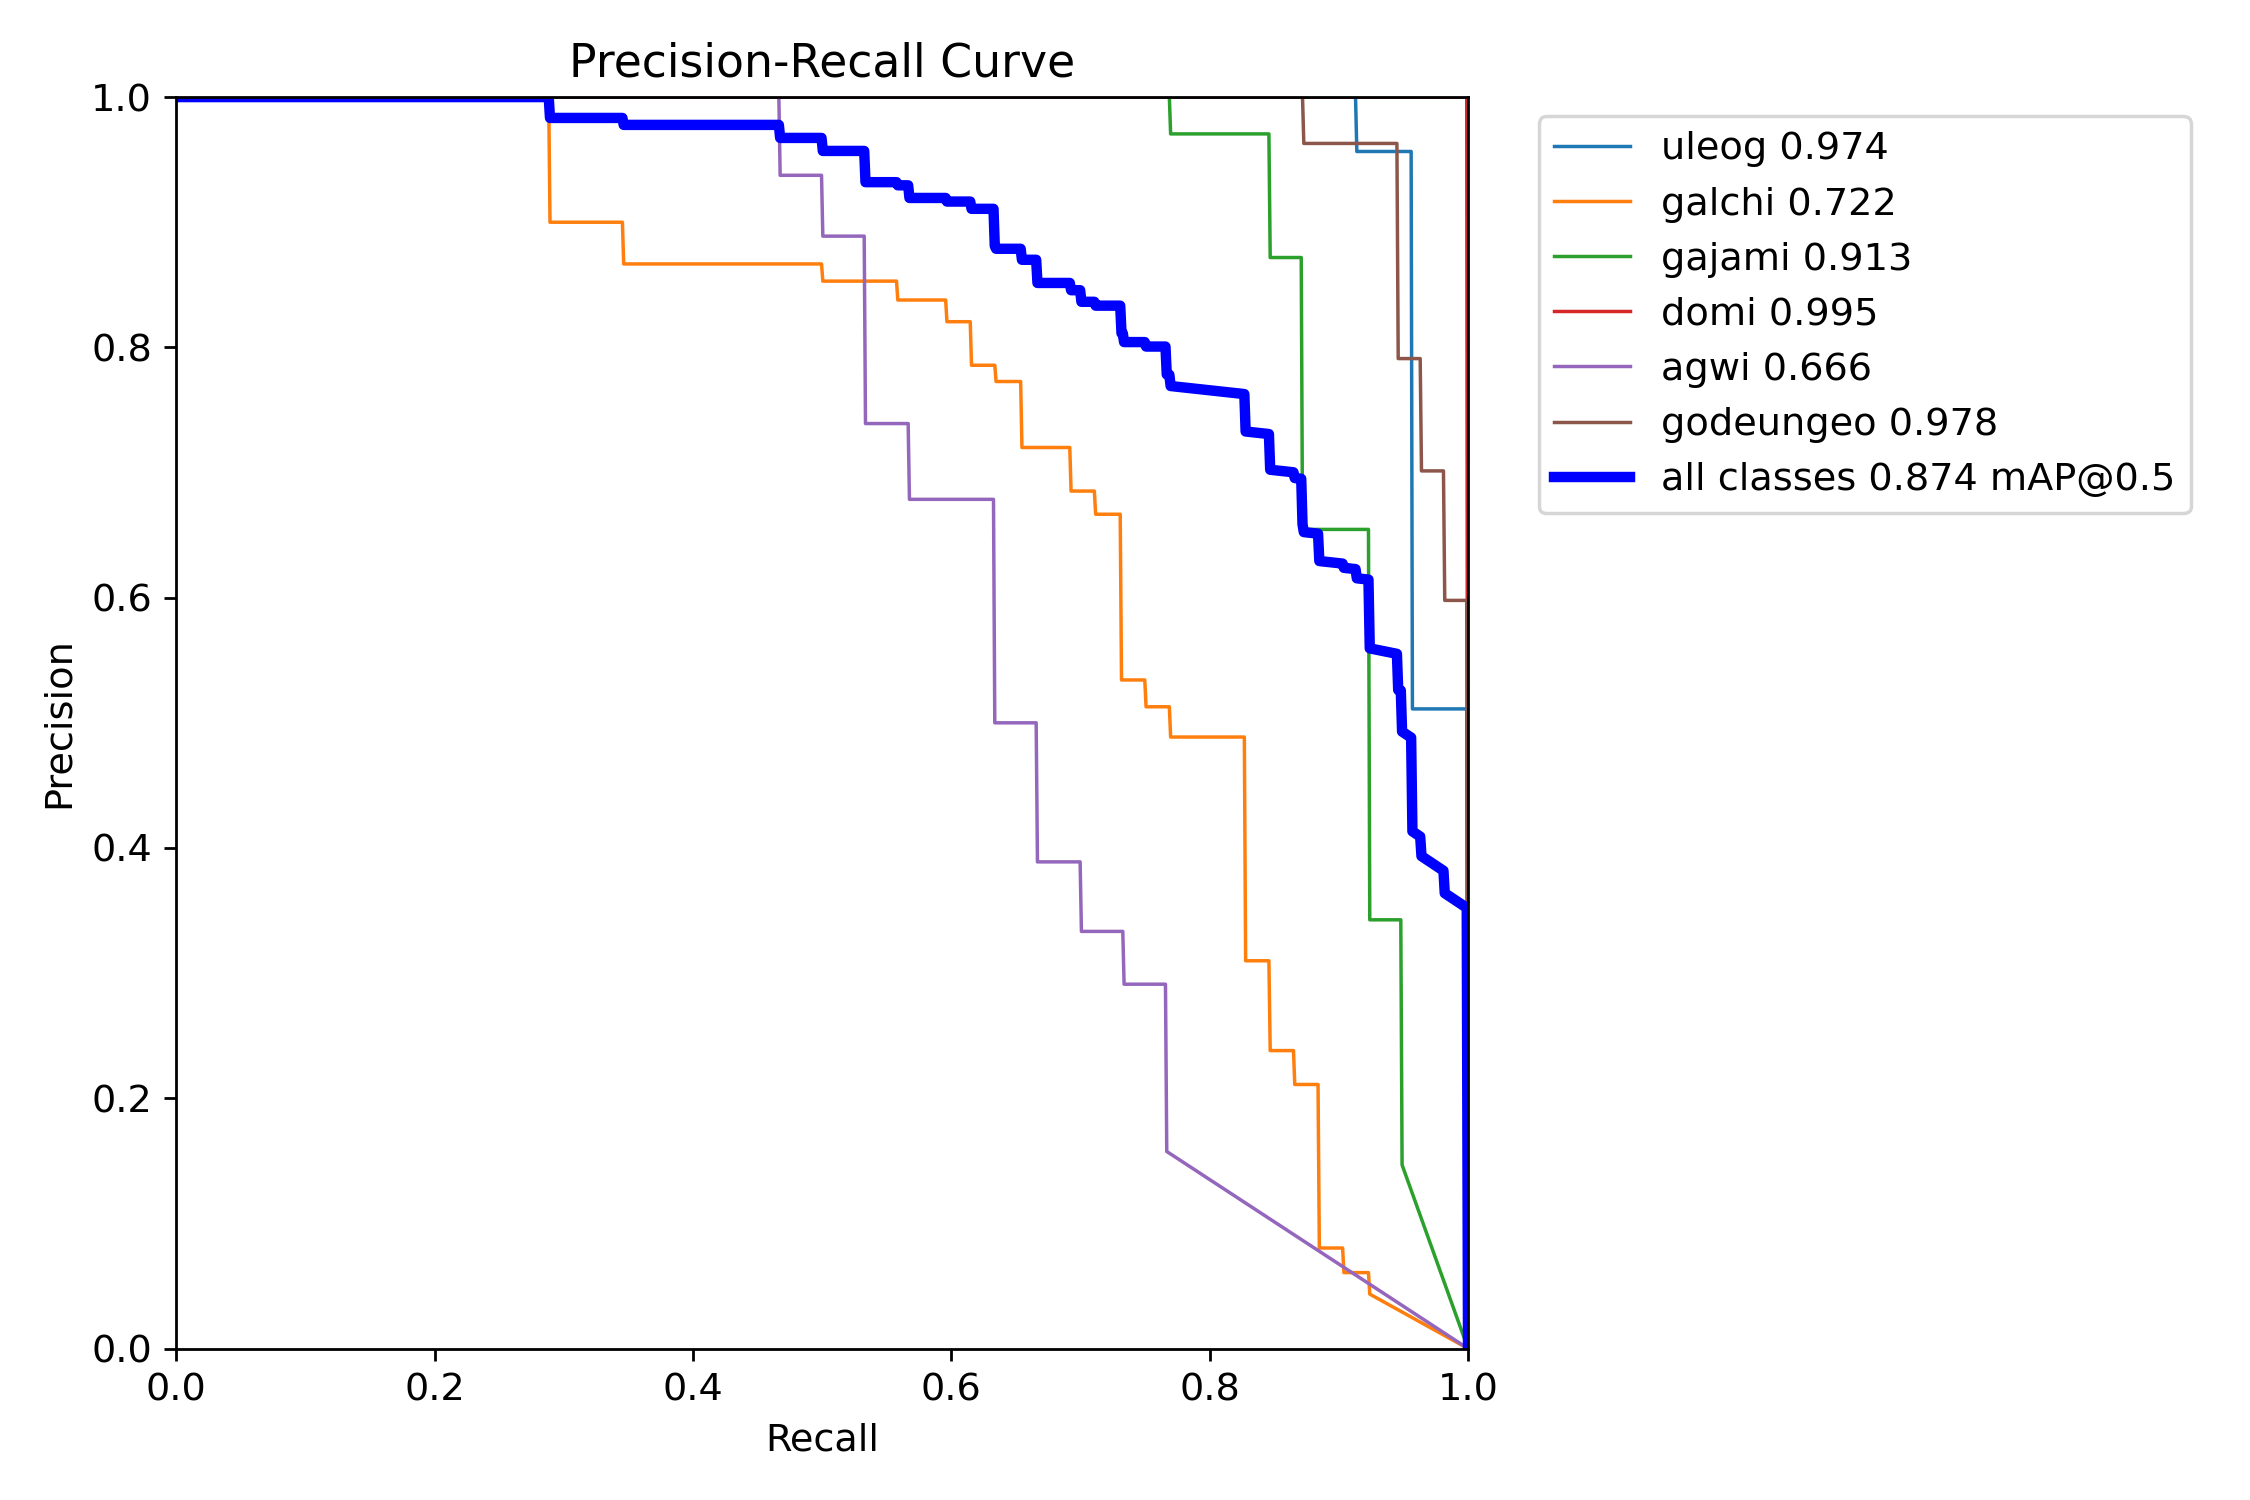 Precision-Recall Curve
1.0
0.8
0.6
0.4
0.2
0.0
Precision
0.0 0.2 0.4 0.6 0.8 1.0
Recall
uleog 0.974
galchi 0.722
gajami 0.913
domi 0.995
agwi 0.666
godeungeo 0.978
all classes 0.874 mAP@0.5